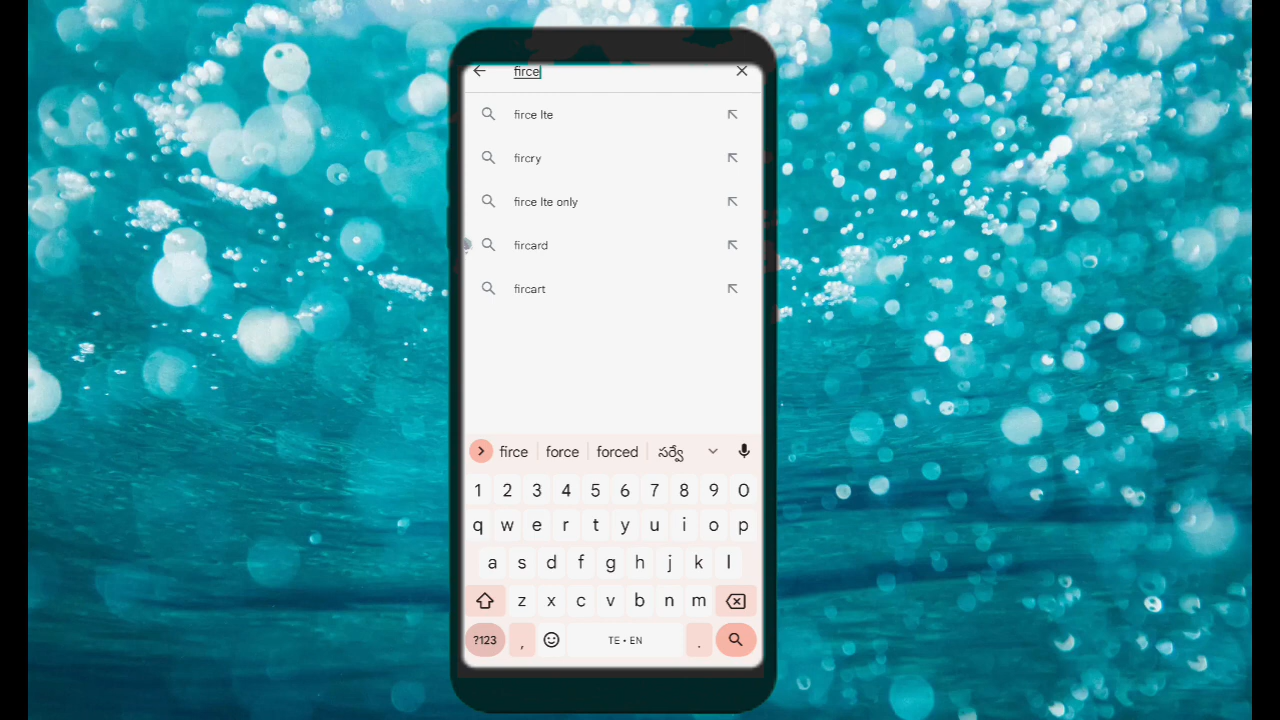 firce
firce lte
fircry
firce lte only
fircard
fircart
firce force forced సర్వే
1 2 3 4 5 6 7 8 9 0
q w e r t y u i o p
a s d f g h j k l
z x c v b n m
?123 , TE • EN .